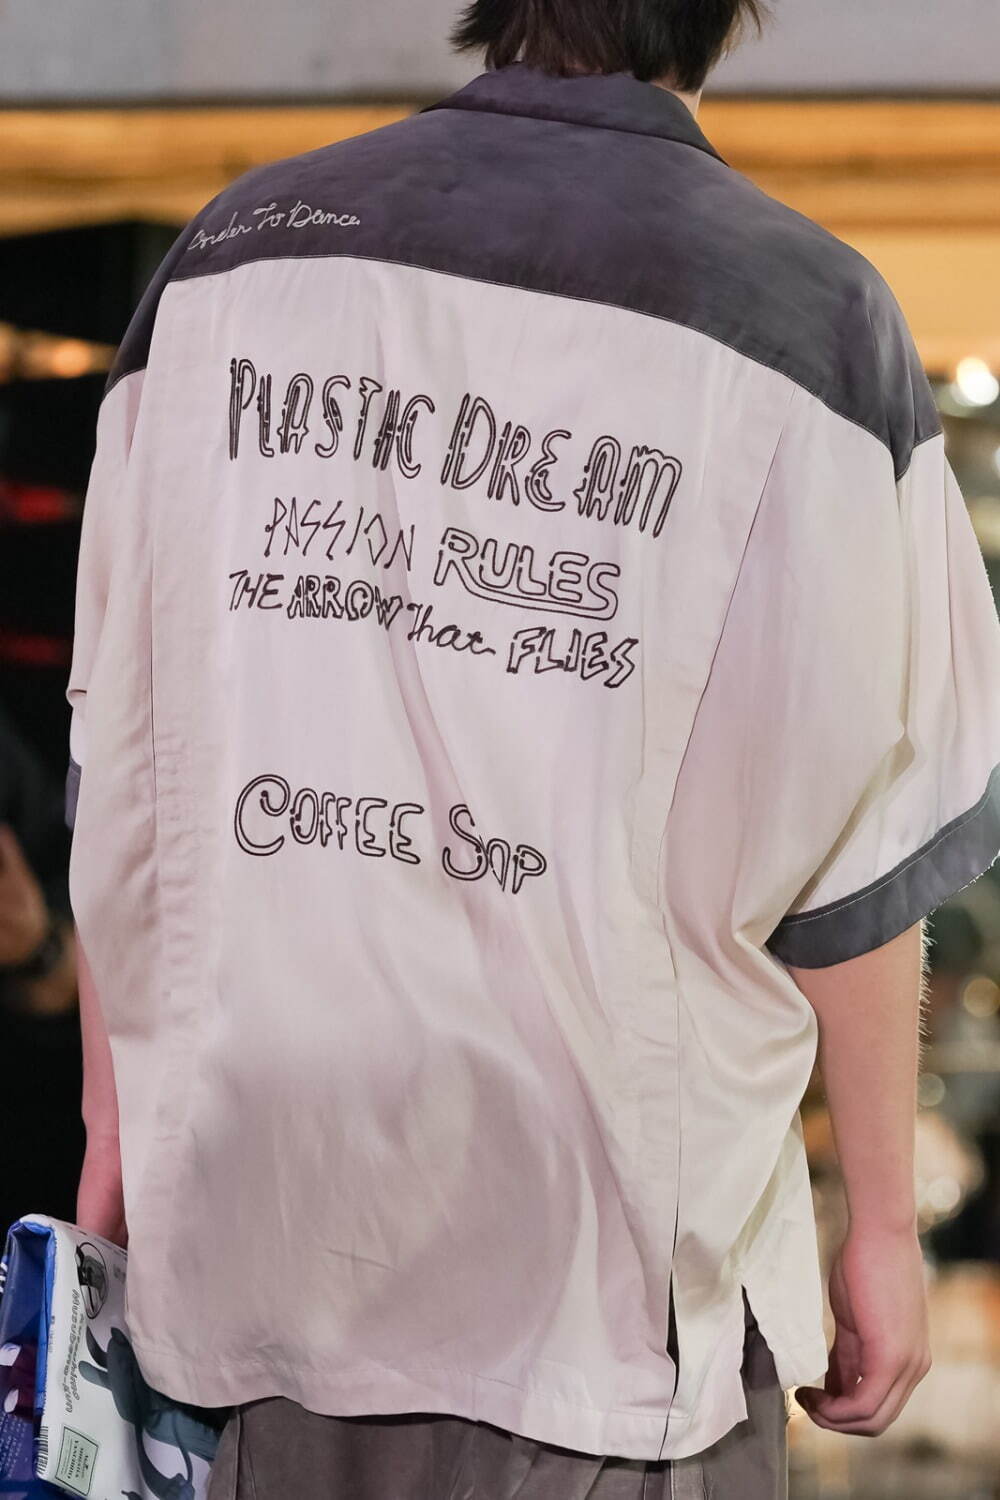 Order To Dance
PLASTIC DREAM
PASSION RULES
THE ARROW That FLIES
COFFEE SOP